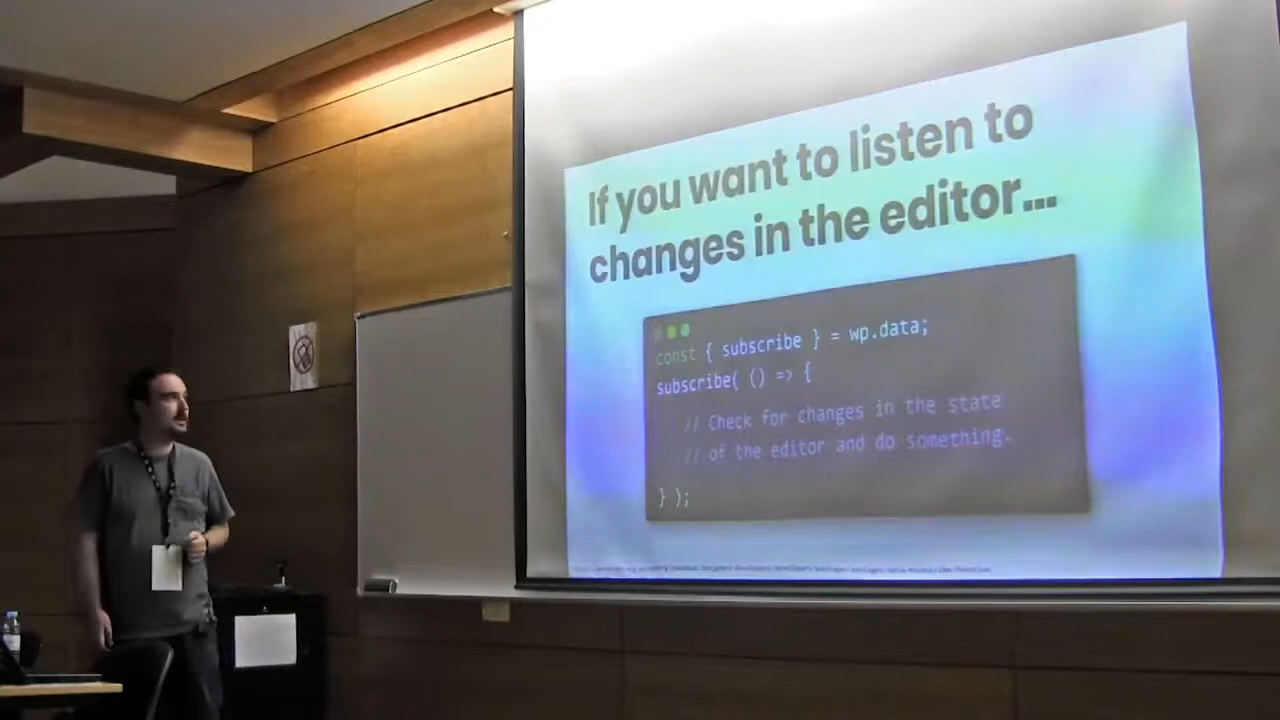 If you want to listen to
changes in the editor...
const { subscribe } = wp.data;
subscribe( () => {
// Check for changes in the state
// of the editor and do something.
} );